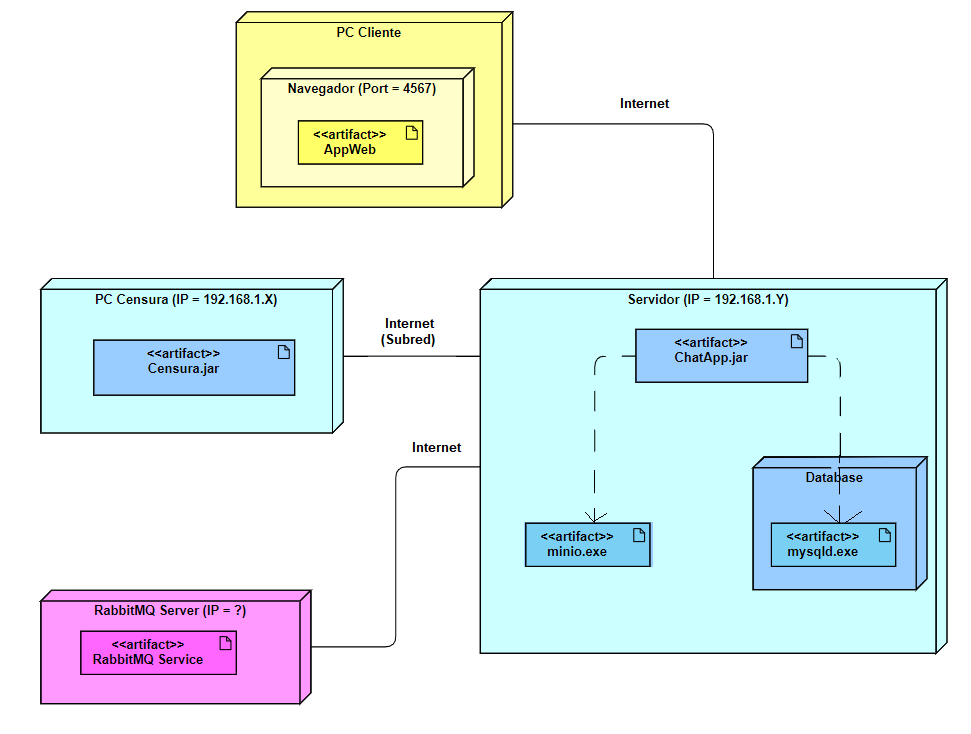 PC Cliente
Navegador (Port = 4567)
<<artifact>>
AppWeb
Internet
PC Censura (IP = 192.168.1.X)
<<artifact>>
Censura.jar
Internet
(Subred)
Servidor (IP = 192.168.1.Y)
<<artifact>>
ChatApp.jar
Internet
Database
<<artifact>>
minio.exe
<<artifact>>
mysqld.exe
RabbitMQ Server (IP = ?)
<<artifact>>
RabbitMQ Service